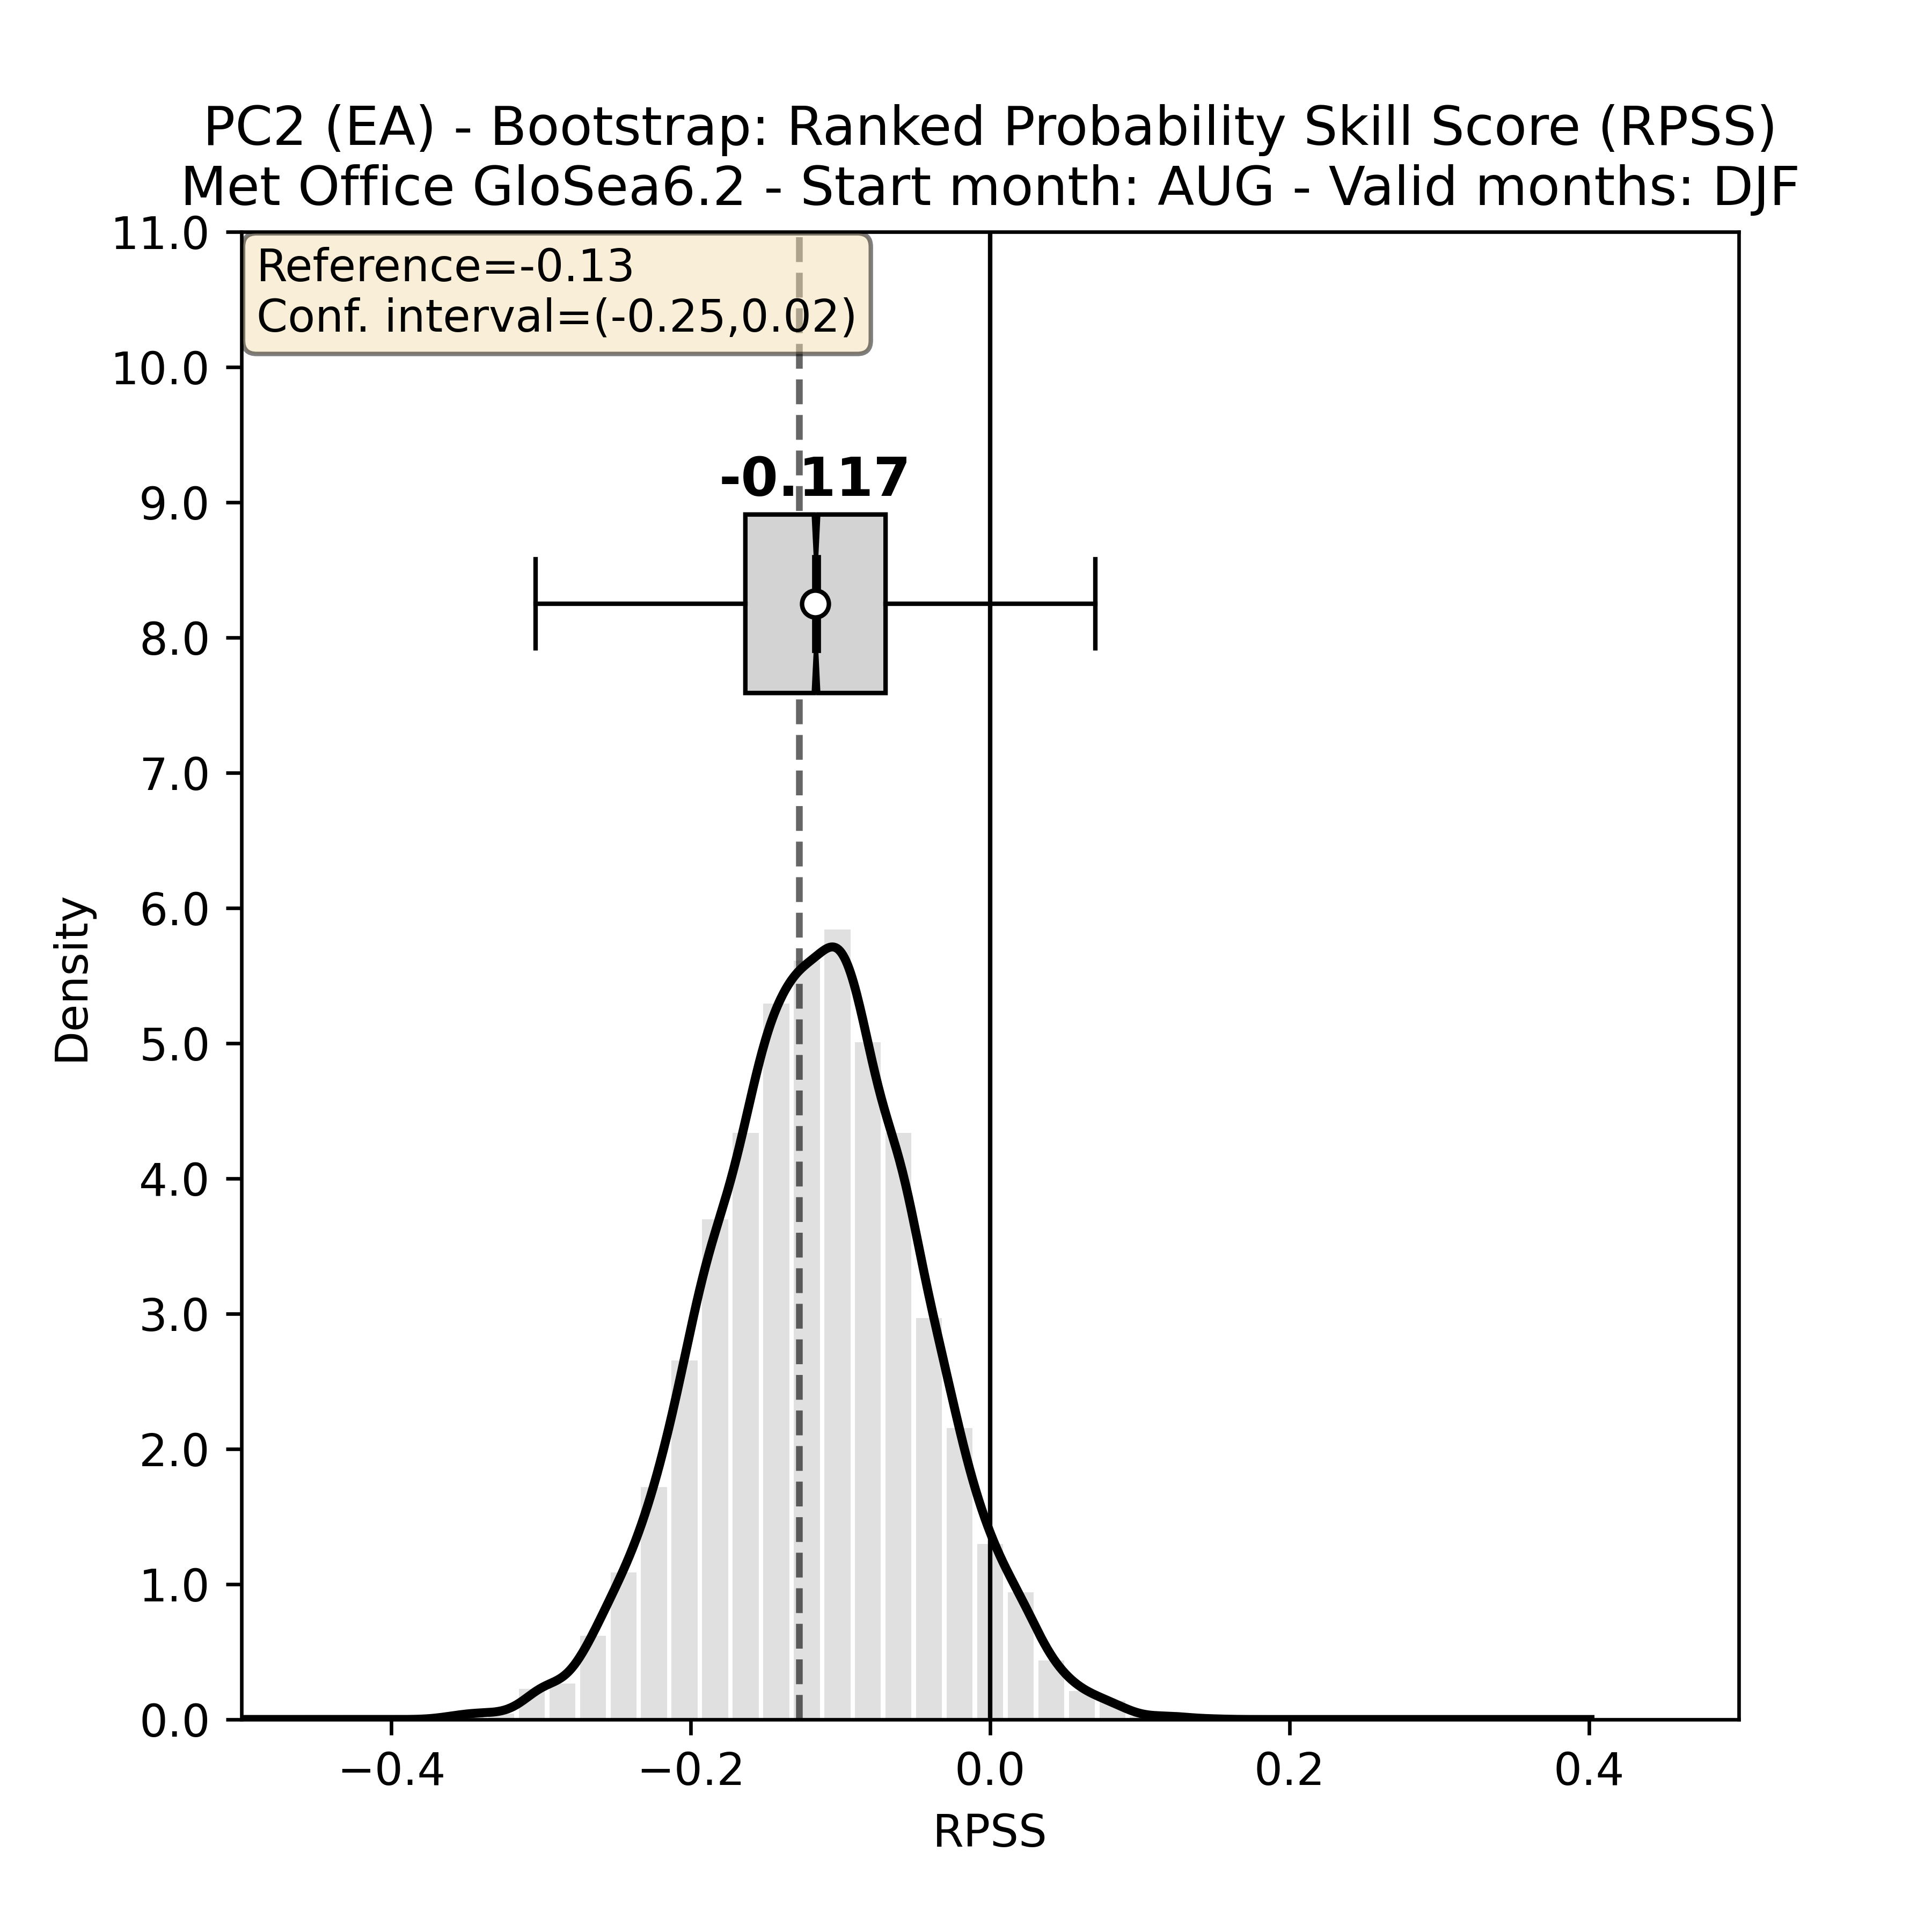 PC2 (EA) - Bootstrap: Ranked Probability Skill Score (RPSS)
Met Office GloSea6.2 - Start month: AUG - Valid months: DJF
11.0
Reference=-0.13
Conf. interval=(-0.25,0.02)
10.0
-0.117
9.0
8.0
7.0
6.0
Density
5.0
4.0
3.0
2.0
1.0
0.0
−0.4 −0.2 0.0 0.2 0.4
RPSS